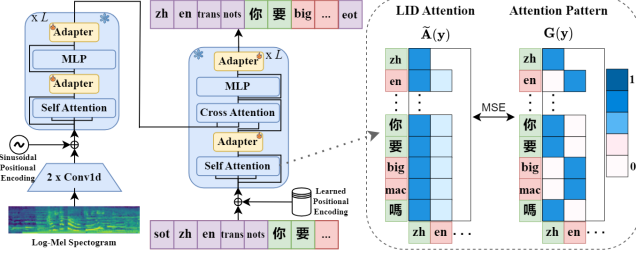 x L
Adapter
MLP
Adapter
Self Attention
Sinusoidal
Positional
Encoding
2 x Conv1d
Log-Mel Spectogram
zh en trans nots 你 要 big ... eot
x L
Adapter
MLP
Cross Attention
Adapter
Self Attention
Learned
Positional
Encoding
sot zh en trans nots 你 要 ...
LID Attention
Ã(y)
zh
en
你
要
big
mac
嗎
zh en ...
MSE
Attention Pattern
G(y)
zh
en
你
要
big
mac
嗎
zh en ...
1
0